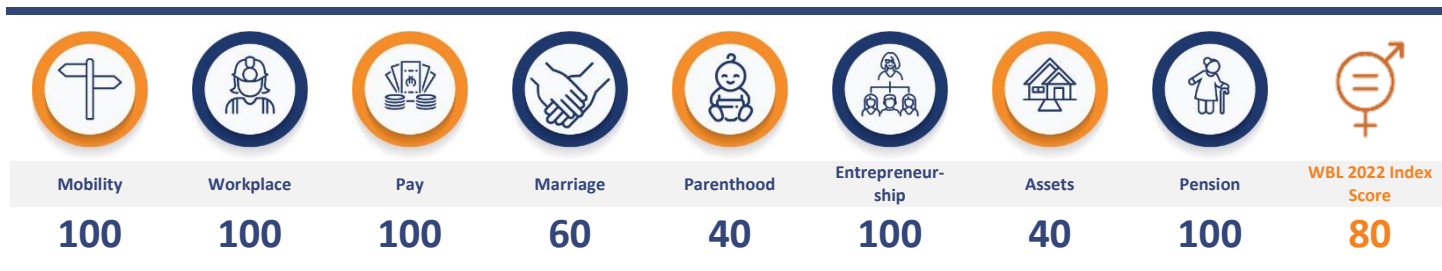 Mobility
Workplace
Pay
Marriage
Parenthood
Entrepreneur-
ship
Assets
Pension
WBL 2022 Index
Score
100
100
100
60
40
100
40
100
80